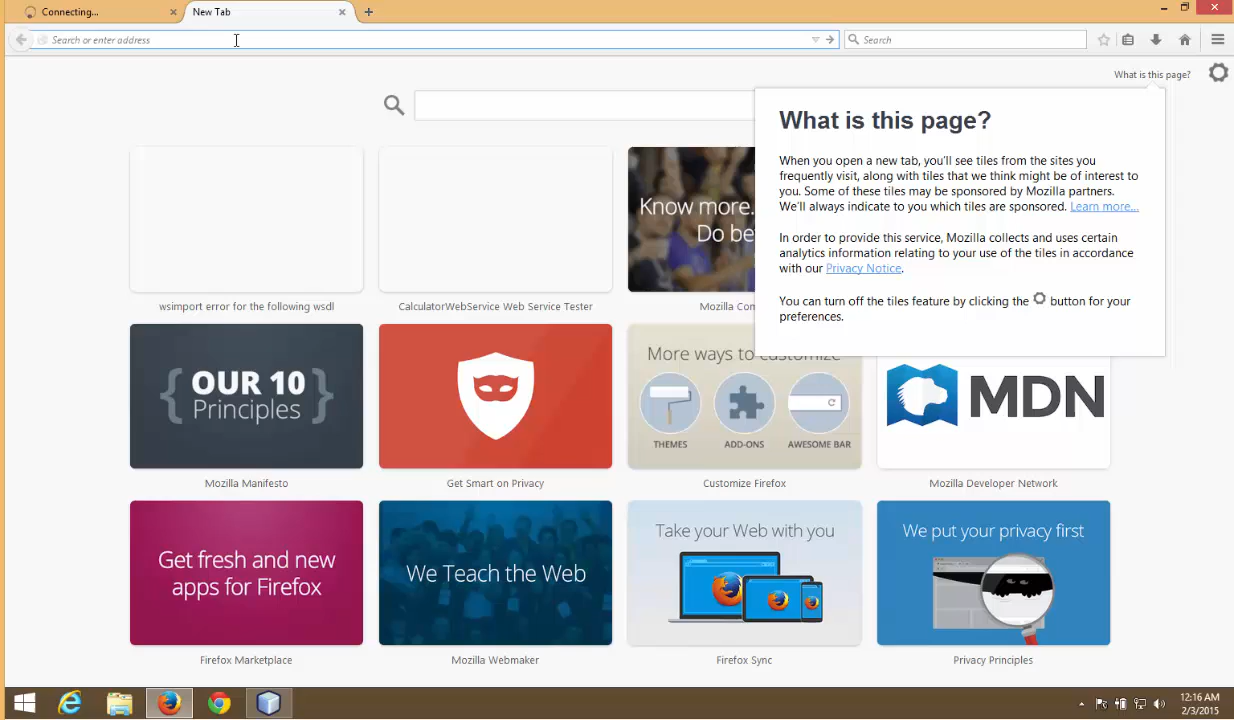 Connecting...
New Tab
Search or enter address
Search
What is this page?
What is this page?
When you open a new tab, you'll see tiles from the sites you
frequently visit, along with tiles that we think might be of interest to
you. Some of these tiles may be sponsored by Mozilla partners.
We'll always indicate to you which tiles are sponsored. Learn more...
In order to provide this service, Mozilla collects and uses certain
analytics information relating to your use of the tiles in accordance
with our Privacy Notice.
You can turn off the tiles feature by clicking the button for your
preferences.
Know more.
Do be
wsimport error for the following wsdl
CalculatorWebService Web Service Tester
Mozilla Com
{ OUR 10
Principles }
More ways to customize
THEMES
ADD-ONS
AWESOME BAR
MDN
Mozilla Manifesto
Get Smart on Privacy
Customize Firefox
Mozilla Developer Network
Get fresh and new
apps for Firefox
We Teach the Web
Take your Web with you
We put your privacy first
Firefox Marketplace
Mozilla Webmaker
Firefox Sync
Privacy Principles
12:16 AM
2/3/2015